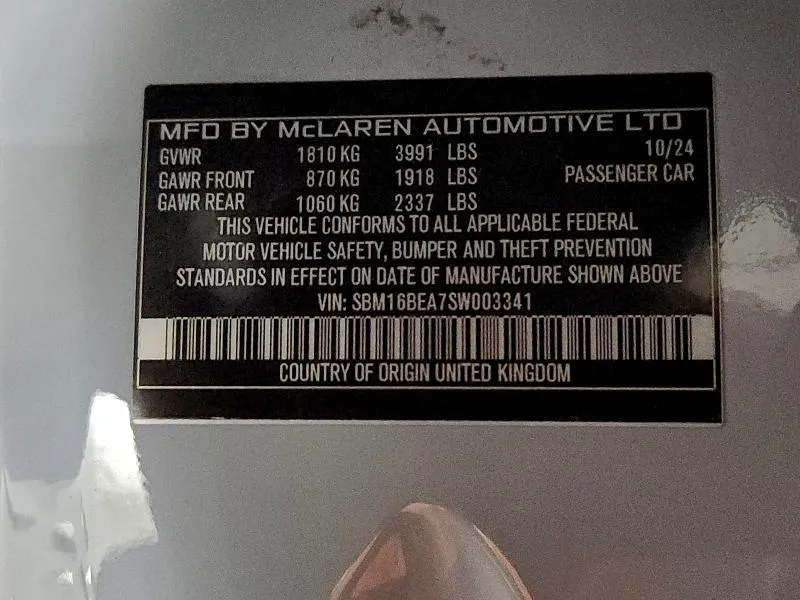 MFD BY McLAREN AUTOMOTIVE LTD
GVWR 1810 KG 3991 LBS 10/24
GAWR FRONT 870 KG 1918 LBS PASSENGER CAR
GAWR REAR 1060 KG 2337 LBS
THIS VEHICLE CONFORMS TO ALL APPLICABLE FEDERAL
MOTOR VEHICLE SAFETY, BUMPER AND THEFT PREVENTION
STANDARDS IN EFFECT ON DATE OF MANUFACTURE SHOWN ABOVE
VIN: SBM16BEA7SW003341
COUNTRY OF ORIGIN UNITED KINGDOM